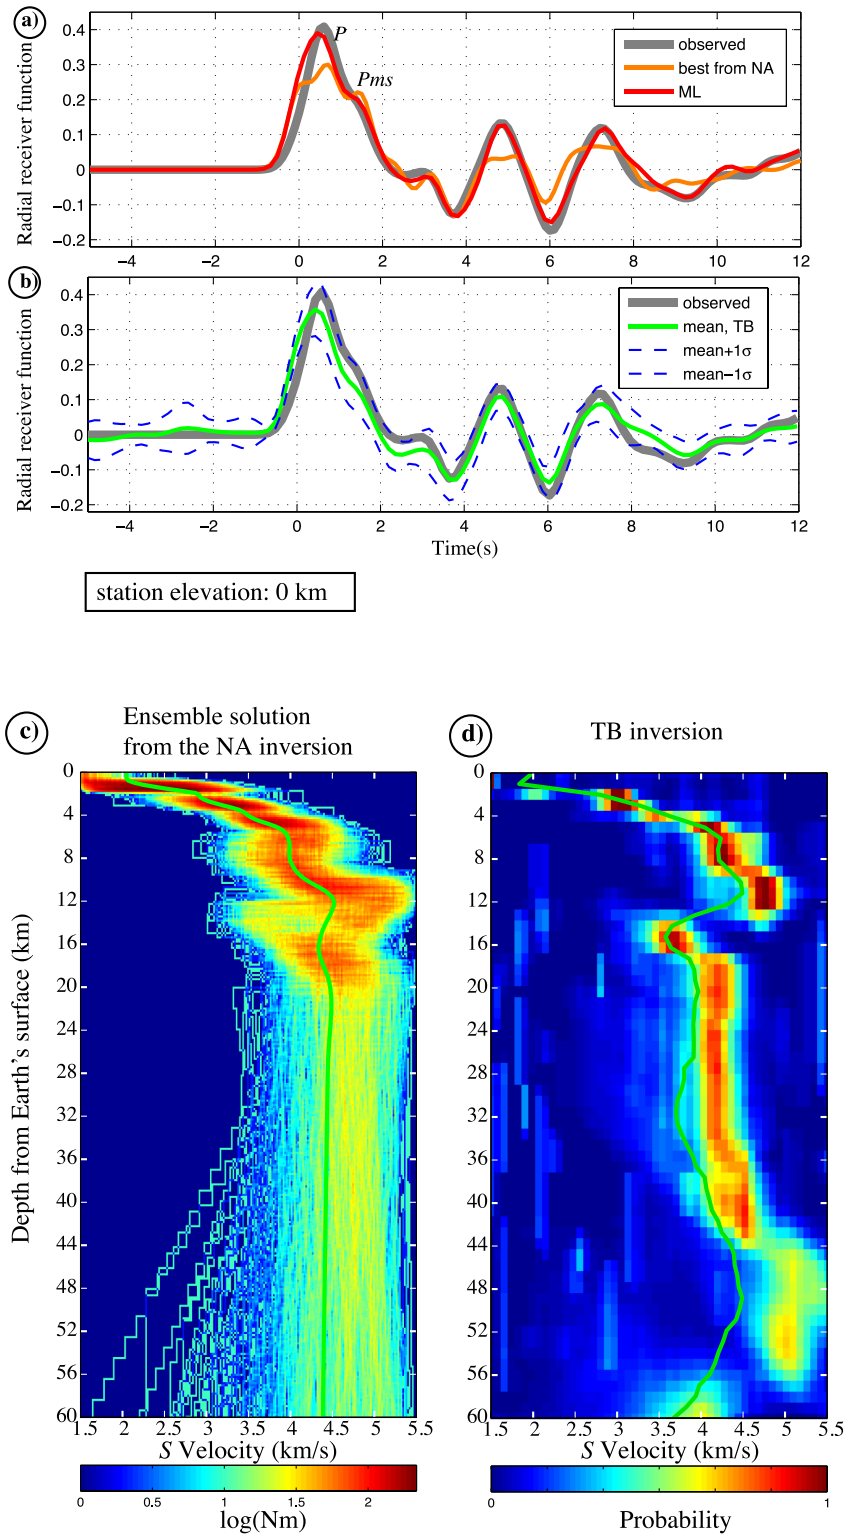 a)
Radial receiver function
0.4
0.3
0.2
0.1
0
−0.1
−0.2
P
Pms
observed
best from NA
ML
−4 −2 0 2 4 6 8 10 12
b)
Radial receiver function
0.4
0.3
0.2
0.1
0
−0.1
−0.2
observed
mean, TB
mean+1σ
mean−1σ
−4 −2 0 2 4 6 8 10 12
Time(s)
station elevation: 0 km
c)
Ensemble solution
from the NA inversion
Depth from Earth's surface (km)
0
4
8
12
16
20
24
28
32
36
40
44
48
52
56
60
1.5 2 2.5 3 3.5 4 4.5 5 5.5
S Velocity (km/s)
0 0.5 1 1.5 2
log(Nm)
d)
TB inversion
0
4
8
12
16
20
24
28
32
36
40
44
48
52
56
60
1.5 2 2.5 3 3.5 4 4.5 5 5.5
S Velocity (km/s)
0 1
Probability